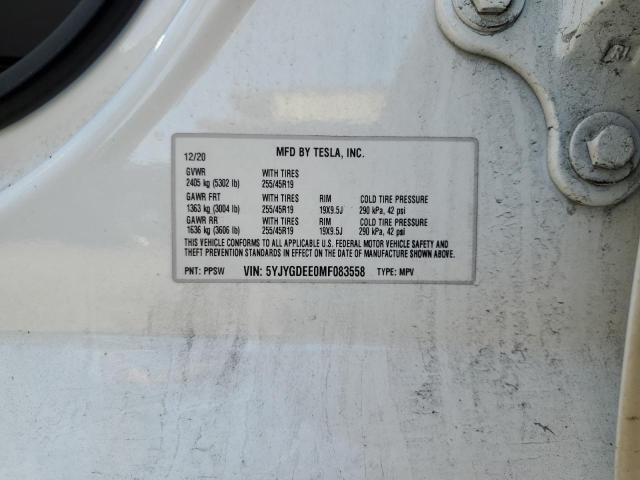 12/20 MFD BY TESLA, INC.
GVWR WITH TIRES
2405 kg (5302 lb) 255/45R19
GAWR FRT WITH TIRES RIM COLD TIRE PRESSURE
1363 kg (3004 lb) 255/45R19 19X9.5J 290 kPa, 42 psi
GAWR RR WITH TIRES RIM COLD TIRE PRESSURE
1636 kg (3606 lb) 255/45R19 19X9.5J 290 kPa, 42 psi
THIS VEHICLE CONFORMS TO ALL APPLICABLE U.S. FEDERAL MOTOR VEHICLE SAFETY AND
THEFT PREVENTION STANDARDS IN EFFECT ON THE DATE OF MANUFACTURE SHOWN ABOVE.
PNT: PPSW VIN: 5YJYGDEE0MF083558 TYPE: MPV